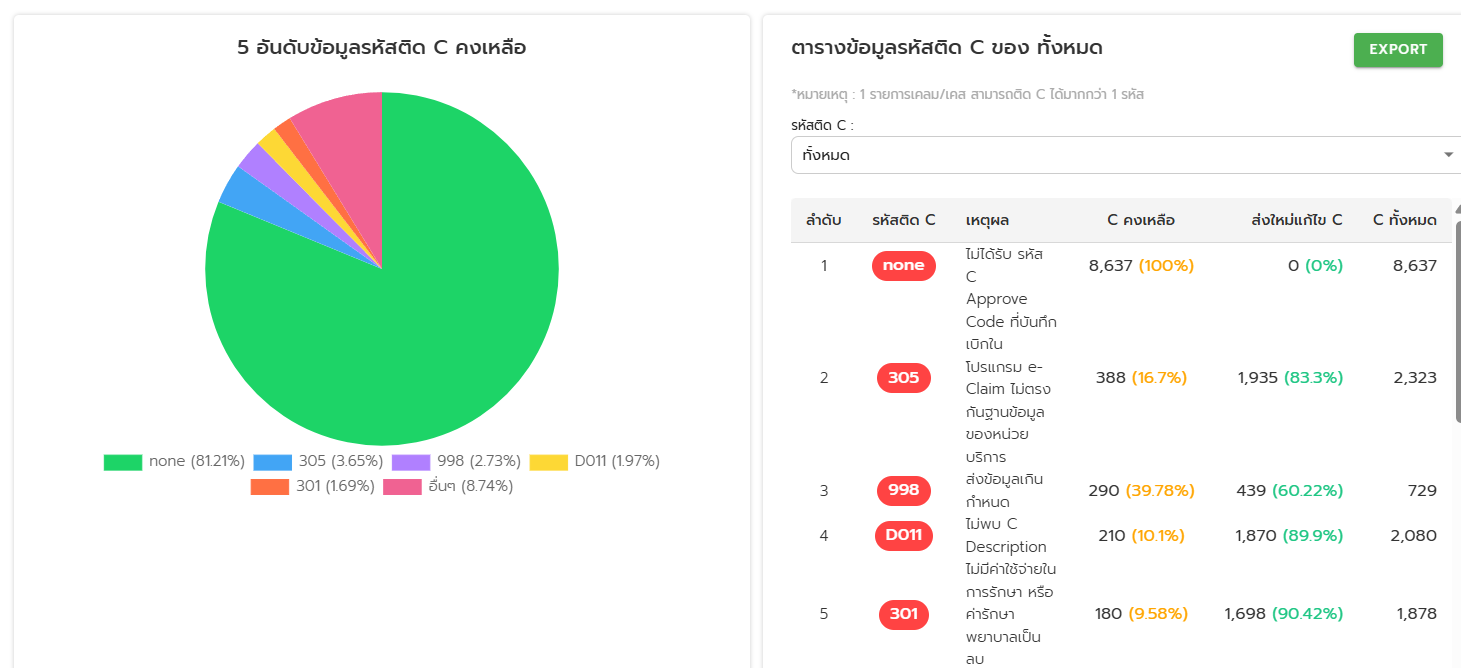 5 อันดับข้อมูลรหัสติด C คงเหลือ
none (81.21%) 305 (3.65%) 998 (2.73%) D011 (1.97%)
301 (1.69%) อื่นๆ (8.74%)
ตารางข้อมูลรหัสติด C ของ ทั้งหมด
EXPORT
*หมายเหตุ : 1 รายการเคลม/เคส สามารถติด C ได้มากกว่า 1 รหัส
รหัสติด C :
ทั้งหมด
ลำดับ รหัสติด C เหตุผล C คงเหลือ ส่งใหม่แก้ไข C C ทั้งหมด
1 none ไม่ได้รับ รหัส 8,637 (100%) 0 (0%) 8,637
C
Approve
Code ที่บันทึก
เบิกใน
2 305 โปรแกรม e- 388 (16.7%) 1,935 (83.3%) 2,323
Claim ไม่ตรง
กันฐานข้อมูล
ของหน่วย
บริการ
3 998 ส่งข้อมูลเกิน 290 (39.78%) 439 (60.22%) 729
กำหนด
4 D011 ไม่พบ C 210 (10.1%) 1,870 (89.9%) 2,080
Description
ไม่มีค่าใช้จ่ายใน
การรักษา หรือ
5 301 ค่ารักษา 180 (9.58%) 1,698 (90.42%) 1,878
พยาบาลเป็น
ลบ